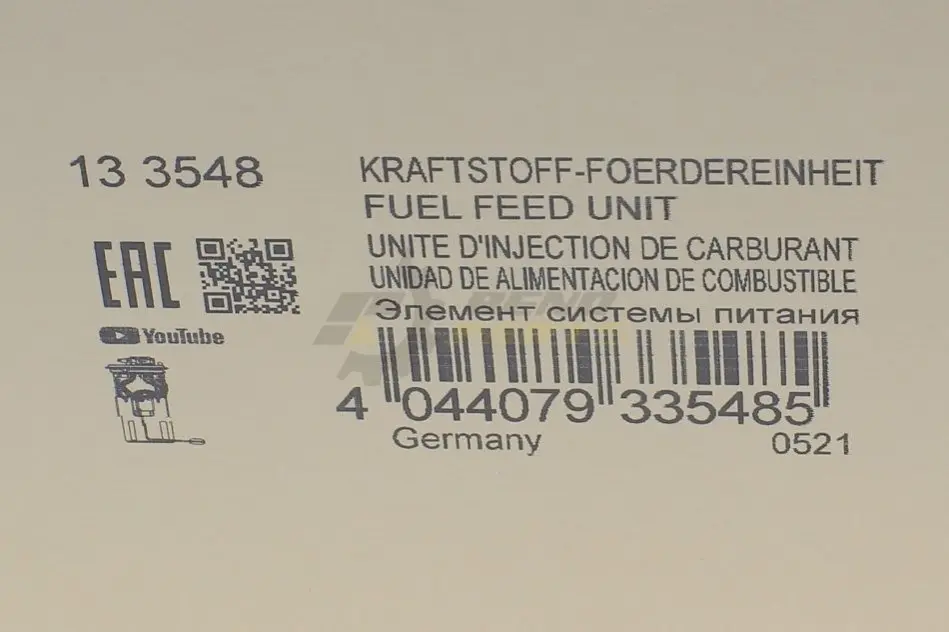 13 3548
KRAFTSTOFF-FOERDEREINHEIT
FUEL FEED UNIT
UNITE D'INJECTION DE CARBURANT
UNIDAD DE ALIMENTACION DE COMBUSTIBLE
Элемент системы питания
EAC
YouTube
4 044079 335485
Germany
0521